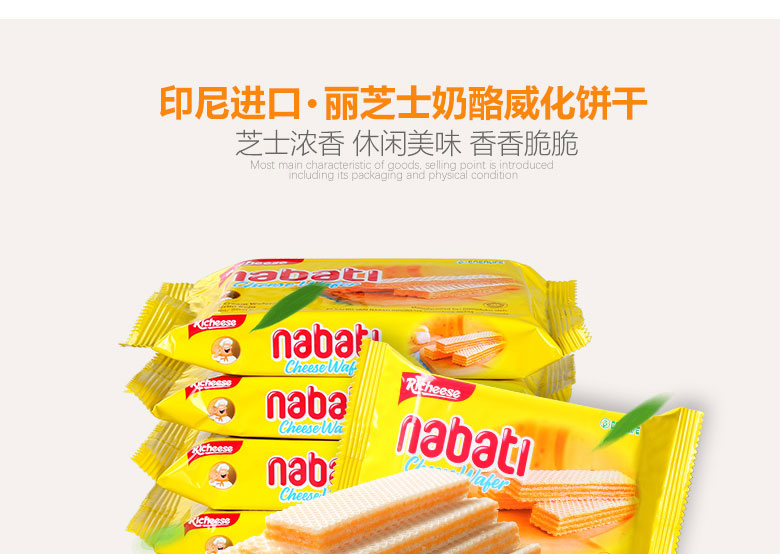 印尼进口·丽芝士奶酪威化饼干
芝士浓香 休闲美味 香香脆脆
Most main characteristic of goods, selling point is introduced
including its packaging and physical condition
Richeese
nabati
Cheese Wafer
Richeese
nabati
Cheese Wafer
Richeese
nabati
Cheese Wa
Richeese
nabati
Cheese
Richeese
nabati
Cheese Wafer
Richeese